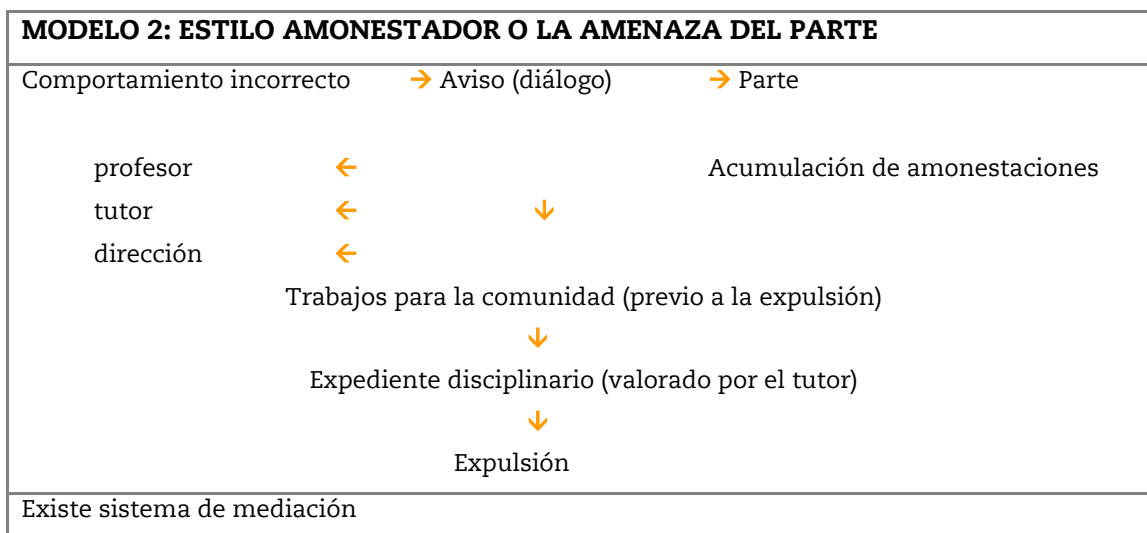 MODELO 2: ESTILO AMONESTADOR O LA AMENAZA DEL PARTE
Comportamiento incorrecto → Aviso (diálogo) → Parte
profesor ← Acumulación de amonestaciones
tutor ← ↓
dirección ←
Trabajos para la comunidad (previo a la expulsión)
↓
Expediente disciplinario (valorado por el tutor)
↓
Expulsión
Existe sistema de mediación